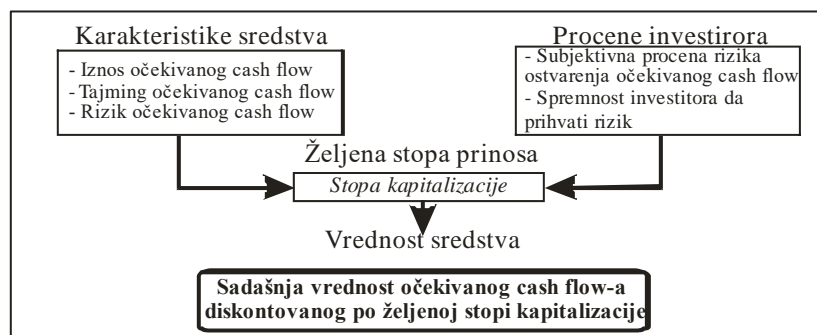 Karakteristike sredstva
- Iznos očekivanog cash flow
- Tajming očekivanog cash flow
- Rizik očekivanog cash flow
Procene investirora
- Subjektivna procena rizika
ostvarenja očekivanog cash flow
- Spremnost investitora da
prihvati rizik
Željena stopa prinosa
Stopa kapitalizacije
Vrednost sredstva
Sadašnja vrednost očekivanog cash flow-a
diskontovanog po željenoj stopi kapitalizacije